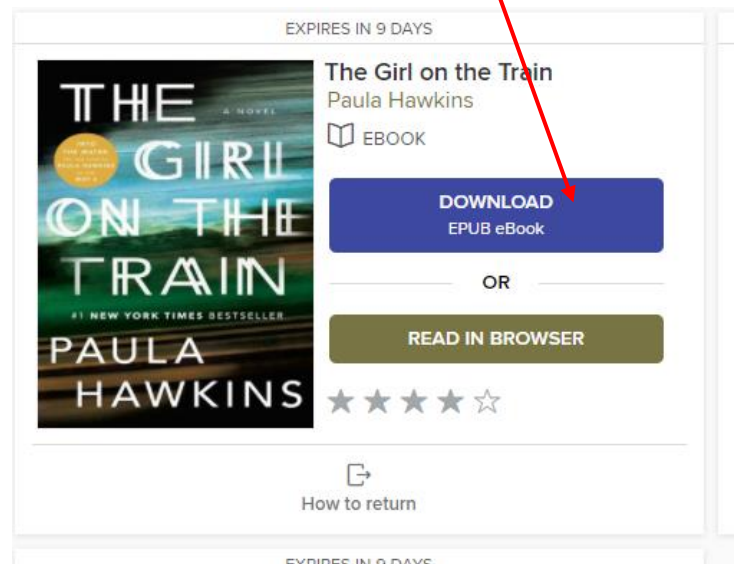 EXPIRES IN 9 DAYS
The Girl on the Train
Paula Hawkins
EBOOK
THE
A NOVEL
GIRL
ON THE
TRAIN
#1 NEW YORK TIMES BESTSELLER
PAULA
HAWKINS
DOWNLOAD
EPUB eBook
OR
READ IN BROWSER
How to return
EXPIRES IN 9 DAYS